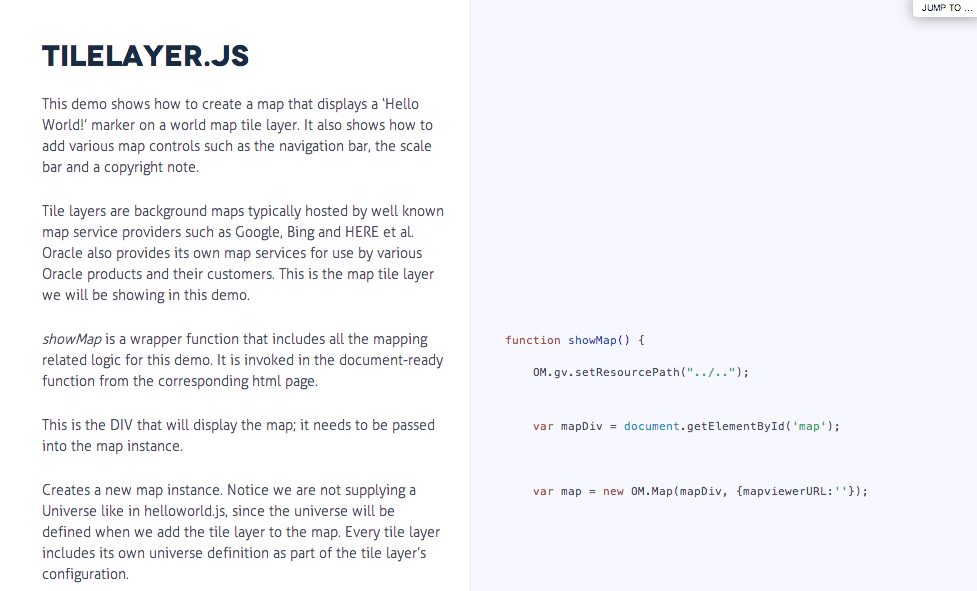 JUMP TO ...
TILELAYER.JS
This demo shows how to create a map that displays a ‘Hello
World!’ marker on a world map tile layer. It also shows how to
add various map controls such as the navigation bar, the scale
bar and a copyright note.
Tile layers are background maps typically hosted by well known
map service providers such as Google, Bing and HERE et al.
Oracle also provides its own map services for use by various
Oracle products and their customers. This is the map tile layer
we will be showing in this demo.
showMap is a wrapper function that includes all the mapping
related logic for this demo. It is invoked in the document-ready
function from the corresponding html page.
function showMap() {
OM.gv.setResourcePath("../..");
This is the DIV that will display the map; it needs to be passed
into the map instance.
var mapDiv = document.getElementById('map');
Creates a new map instance. Notice we are not supplying a
Universe like in helloworld.js, since the universe will be
defined when we add the tile layer to the map. Every tile layer
includes its own universe definition as part of the tile layer’s
configuration.
var map = new OM.Map(mapDiv, {mapviewerURL:''});